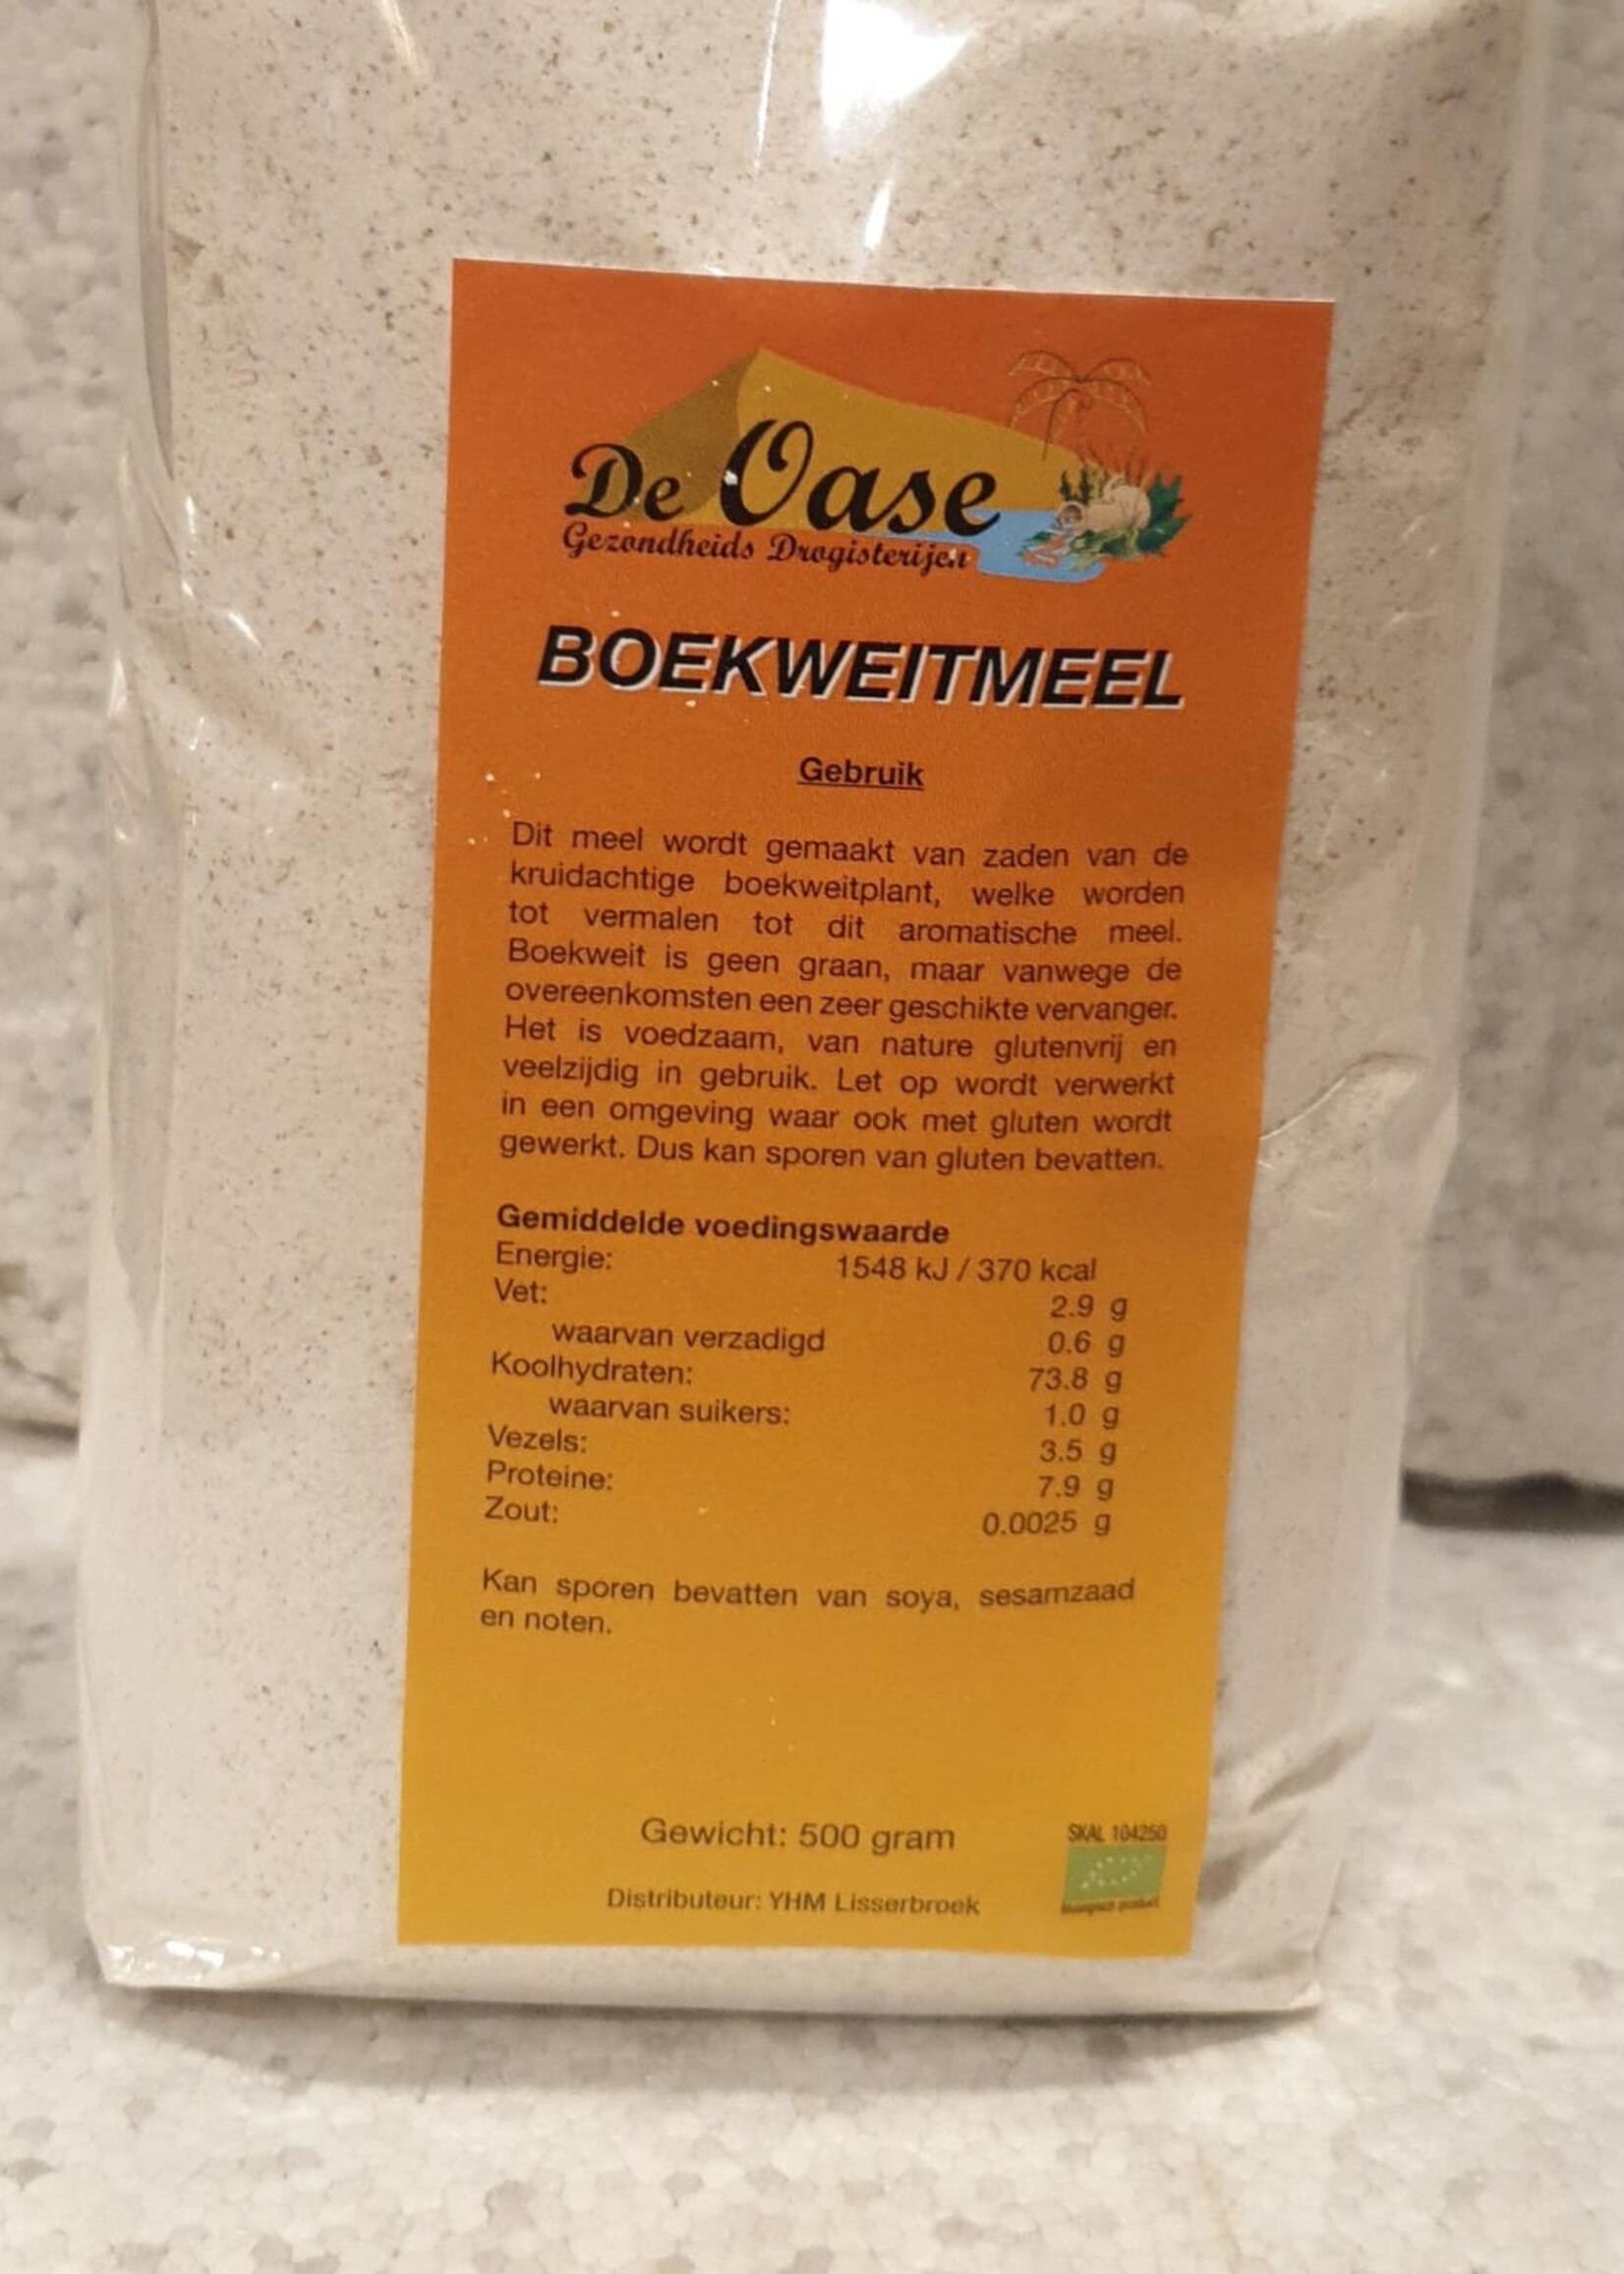 De Oase
Gezondheids Drogisterijen
BOEKWEITMEEL
Gebruik
Dit meel wordt gemaakt van zaden van de
kruidachtige boekweitplant, welke worden
tot vermalen tot dit aromatische meel.
Boekweit is geen graan, maar vanwege de
overeenkomsten een zeer geschikte vervanger.
Het is voedzaam, van nature glutenvrij en
veelzijdig in gebruik. Let op wordt verwerkt
in een omgeving waar ook met gluten wordt
gewerkt. Dus kan sporen van gluten bevatten.
Gemiddelde voedingswaarde
Energie: 1548 kJ / 370 kcal
Vet: 2.9 g
waarvan verzadigd 0.6 g
Koolhydraten: 73.8 g
waarvan suikers: 1.0 g
Vezels: 3.5 g
Proteine: 7.9 g
Zout: 0.0025 g
Kan sporen bevatten van soya, sesamzaad
en noten.
Gewicht: 500 gram
SKAL 104250
Distributeur: YHM Lisserbroek